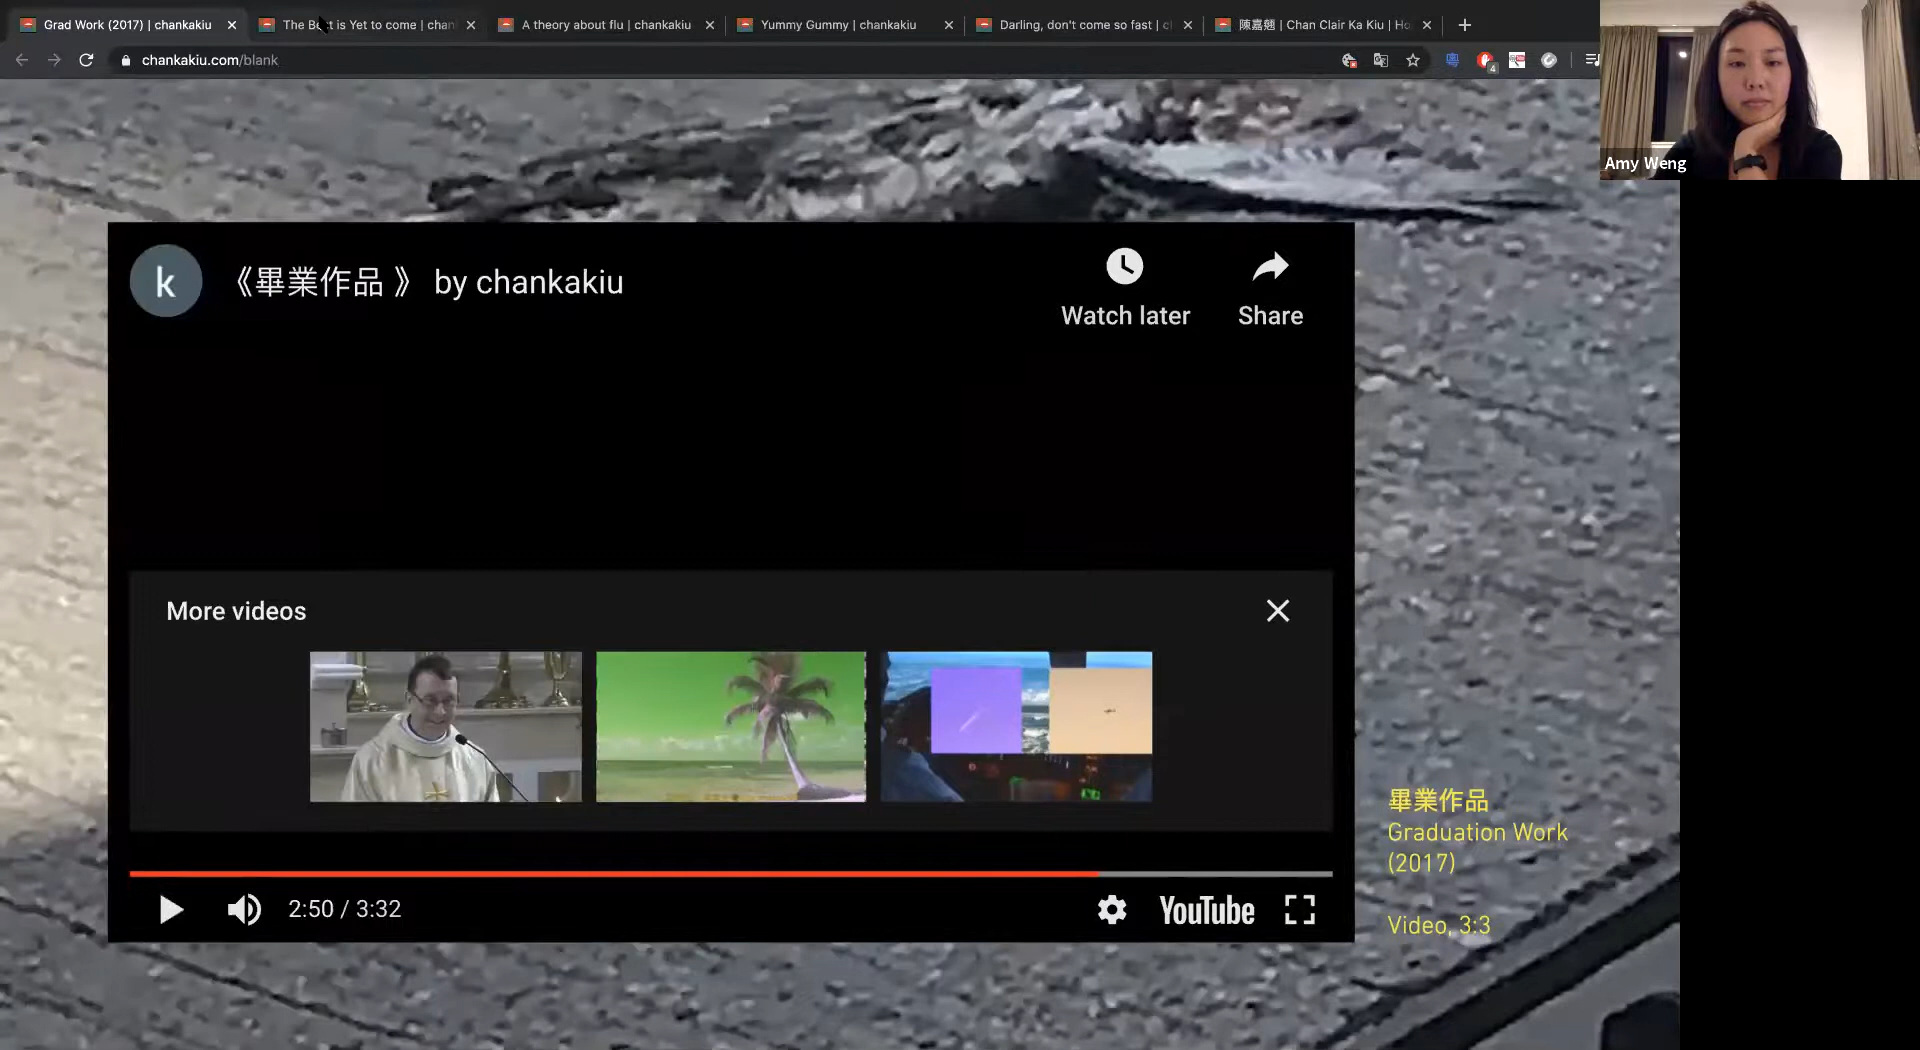 Grad Work (2017) | chankakiu
The Best is Yet to come | chan
A theory about flu | chankakiu
Yummy Gummy | chankakiu
Darling, don't come so fast | c
陳嘉翹 | Chan Clair Ka Kiu | Ho
chankakiu.com/blank
4
Amy Weng
k
《畢業作品 》 by chankakiu
Watch later
Share
More videos
2:50 / 3:32
YouTube
畢業作品
Graduation Work
(2017)
Video, 3:3